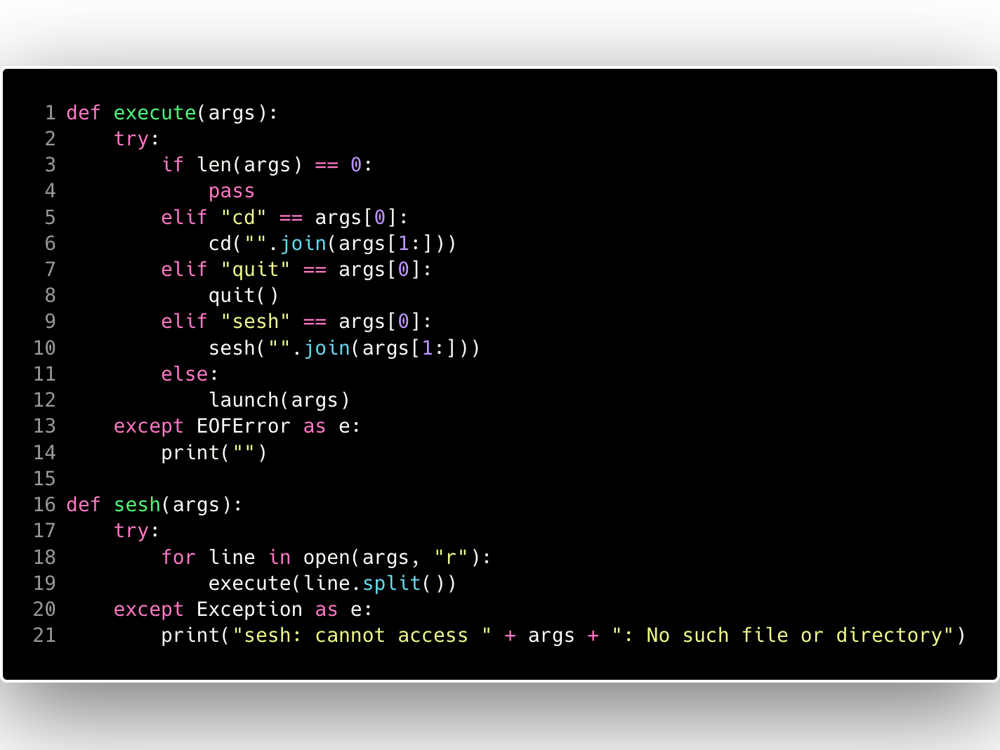 1 def execute(args):
2     try:
3         if len(args) == 0:
4             pass
5         elif "cd" == args[0]:
6             cd("".join(args[1:]))
7         elif "quit" == args[0]:
8             quit()
9         elif "sesh" == args[0]:
10             sesh("".join(args[1:]))
11         else:
12             launch(args)
13     except EOFError as e:
14         print("")
15
16 def sesh(args):
17     try:
18         for line in open(args, "r"):
19             execute(line.split())
20     except Exception as e:
21         print("sesh: cannot access " + args + ": No such file or directory")